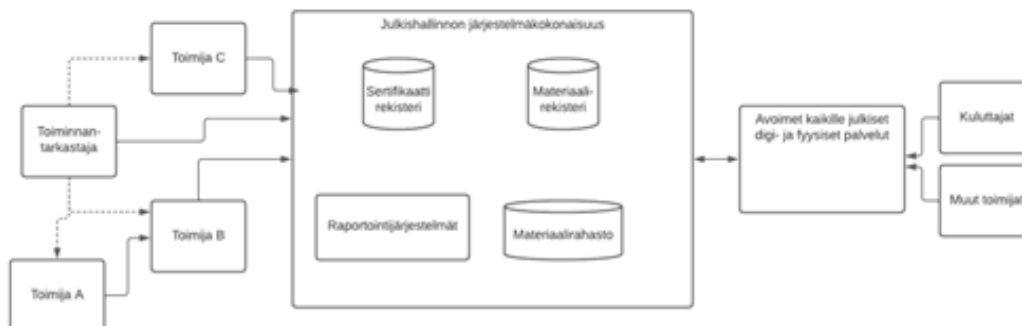 Julkishallinnon järjestelmäkokonaisuus
Toimija C
Sertifikaatti
rekisteri
Materiaali-
rekisteri
Toiminnan-
tarkastaja
Avoimet kaikille julkiset
digi- ja fyysiset palvelut
Kuluttajat
Muut toimijat
Toimija B
Raportointijärjestelmät
Materiaalirahasto
Toimija A